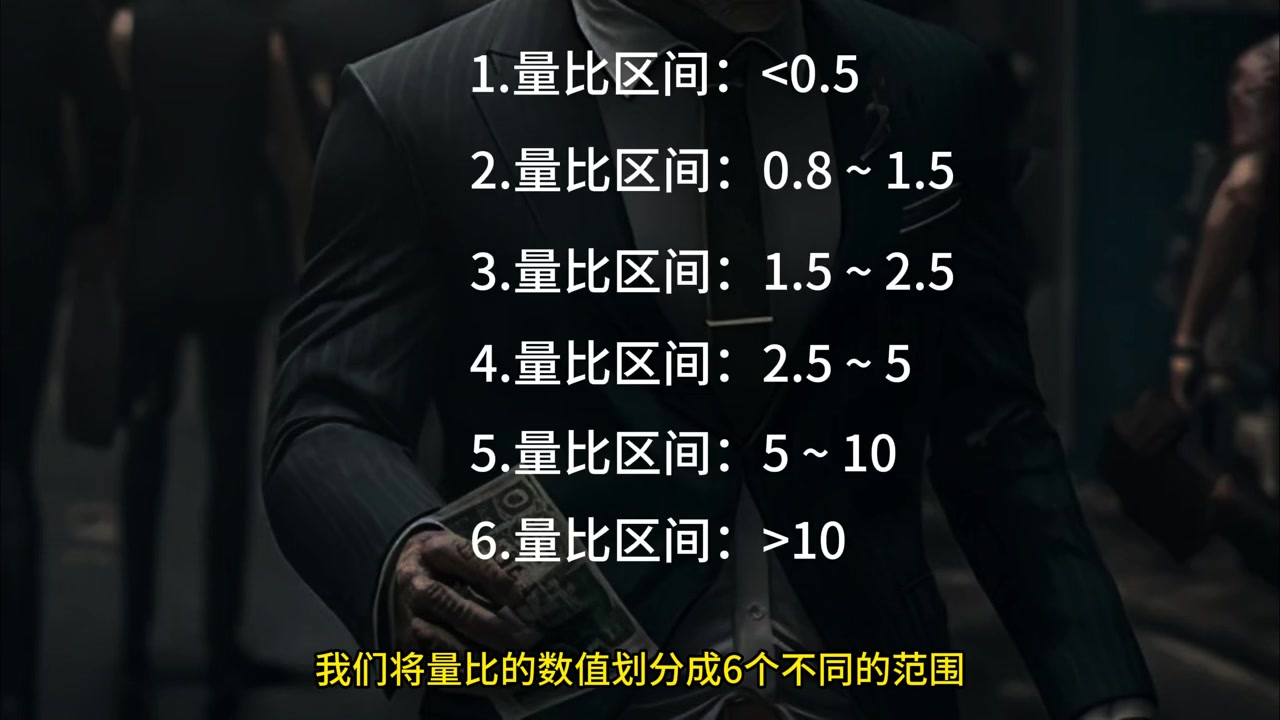 1.量比区间：<0.5
2.量比区间：0.8 ~ 1.5
3.量比区间：1.5 ~ 2.5
4.量比区间：2.5 ~ 5
5.量比区间：5 ~ 10
6.量比区间：>10
我们将量比的数值划分成6个不同的范围